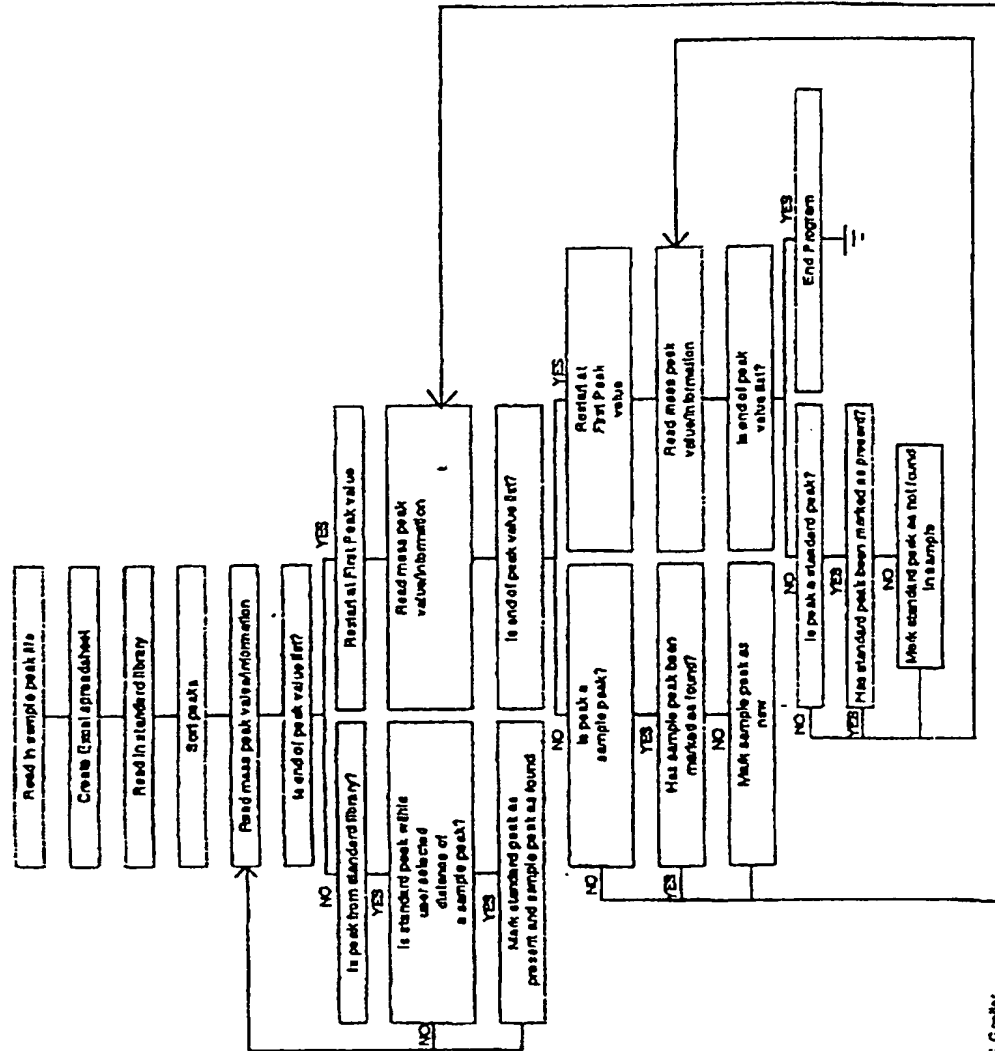 Read in sample peak file
Create Excel spreadsheet
Read in standard library
Sort peaks
Read mass peak value/information
Is end of peak value list?
NO
YES
Is peak from standard library?
Restart at First Peak value
YES
Is standard peak within
user selected
distance of
a sample peak?
Read mass peak
value/information
NO
YES
Mark standard peak as
present and sample peak as found
Is end of peak value list?
NO
YES
Is peak a
sample peak?
Restart at
First Peak
value
NO
YES
Has sample peak been
marked as found?
Read mass peak
value/information
YES
NO
Mark sample peak as
new
Is end of peak
value list?
NO
YES
Is peak a standard peak?
End Program
NO
YES
Has standard peak been marked as present?
YES
NO
Mark standard peak as not found
in sample